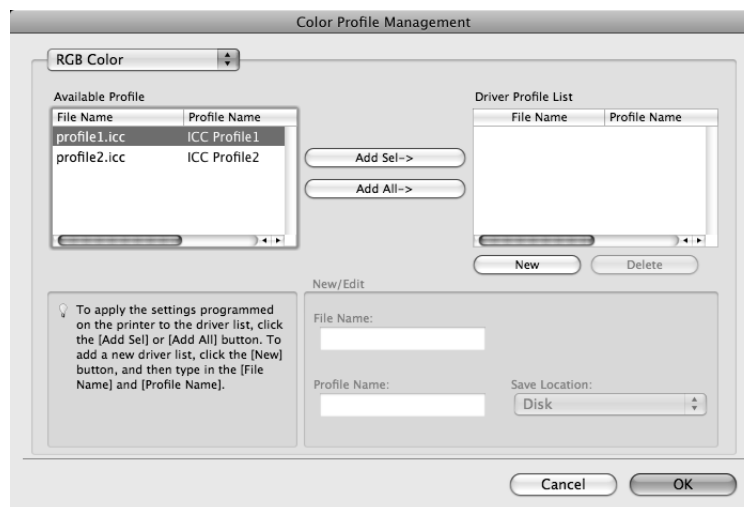 Color Profile Management
RGB Color
Available Profile
File Name Profile Name
profile1.icc ICC Profile1
profile2.icc ICC Profile2
Add Sel->
Add All->
Driver Profile List
File Name Profile Name
New Delete
To apply the settings programmed
on the printer to the driver list, click
the [Add Sel] or [Add All] button. To
add a new driver list, click the [New]
button, and then type in the [File
Name] and [Profile Name].
New/Edit
File Name:
Profile Name:
Save Location:
Disk
Cancel OK